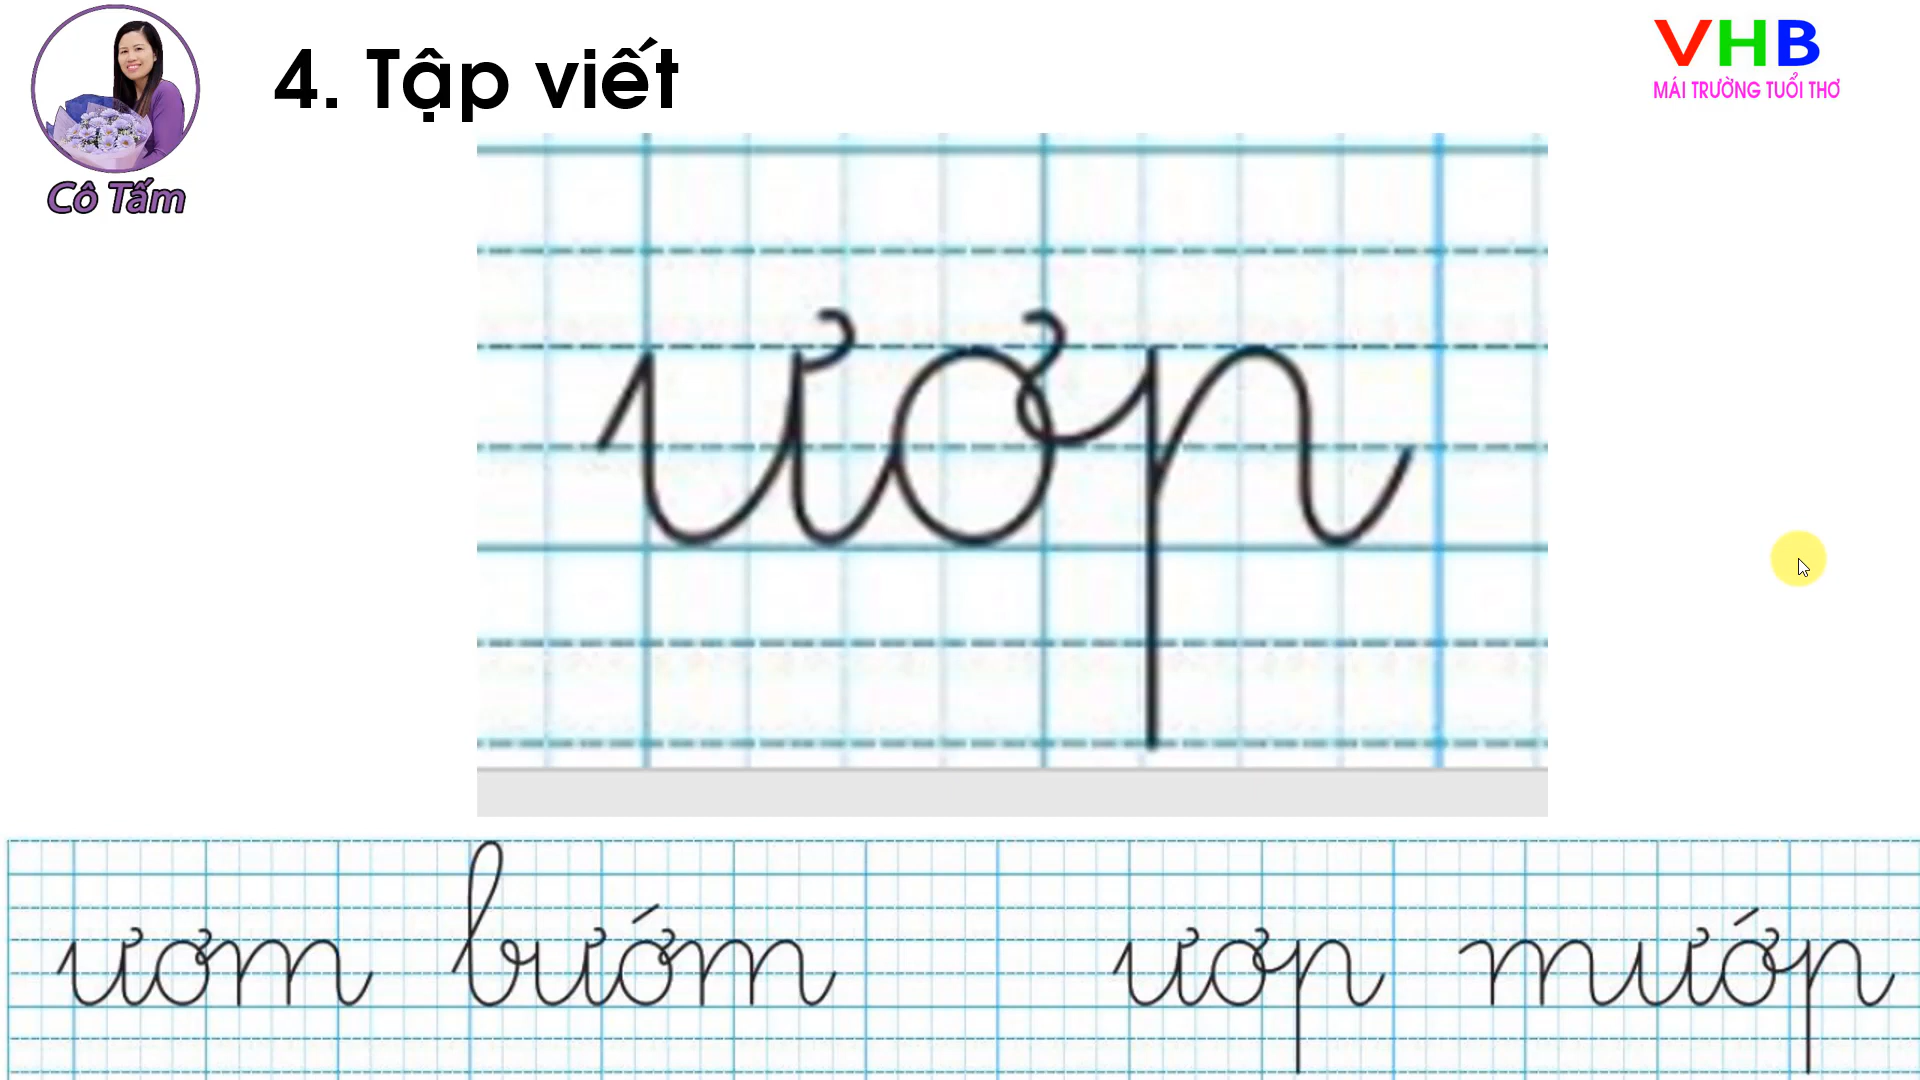 4. Tập viết
VHB
MÁI TRƯỜNG TUỔI THƠ
Cô Tấm
ươp
ươm bướm ươp mướp